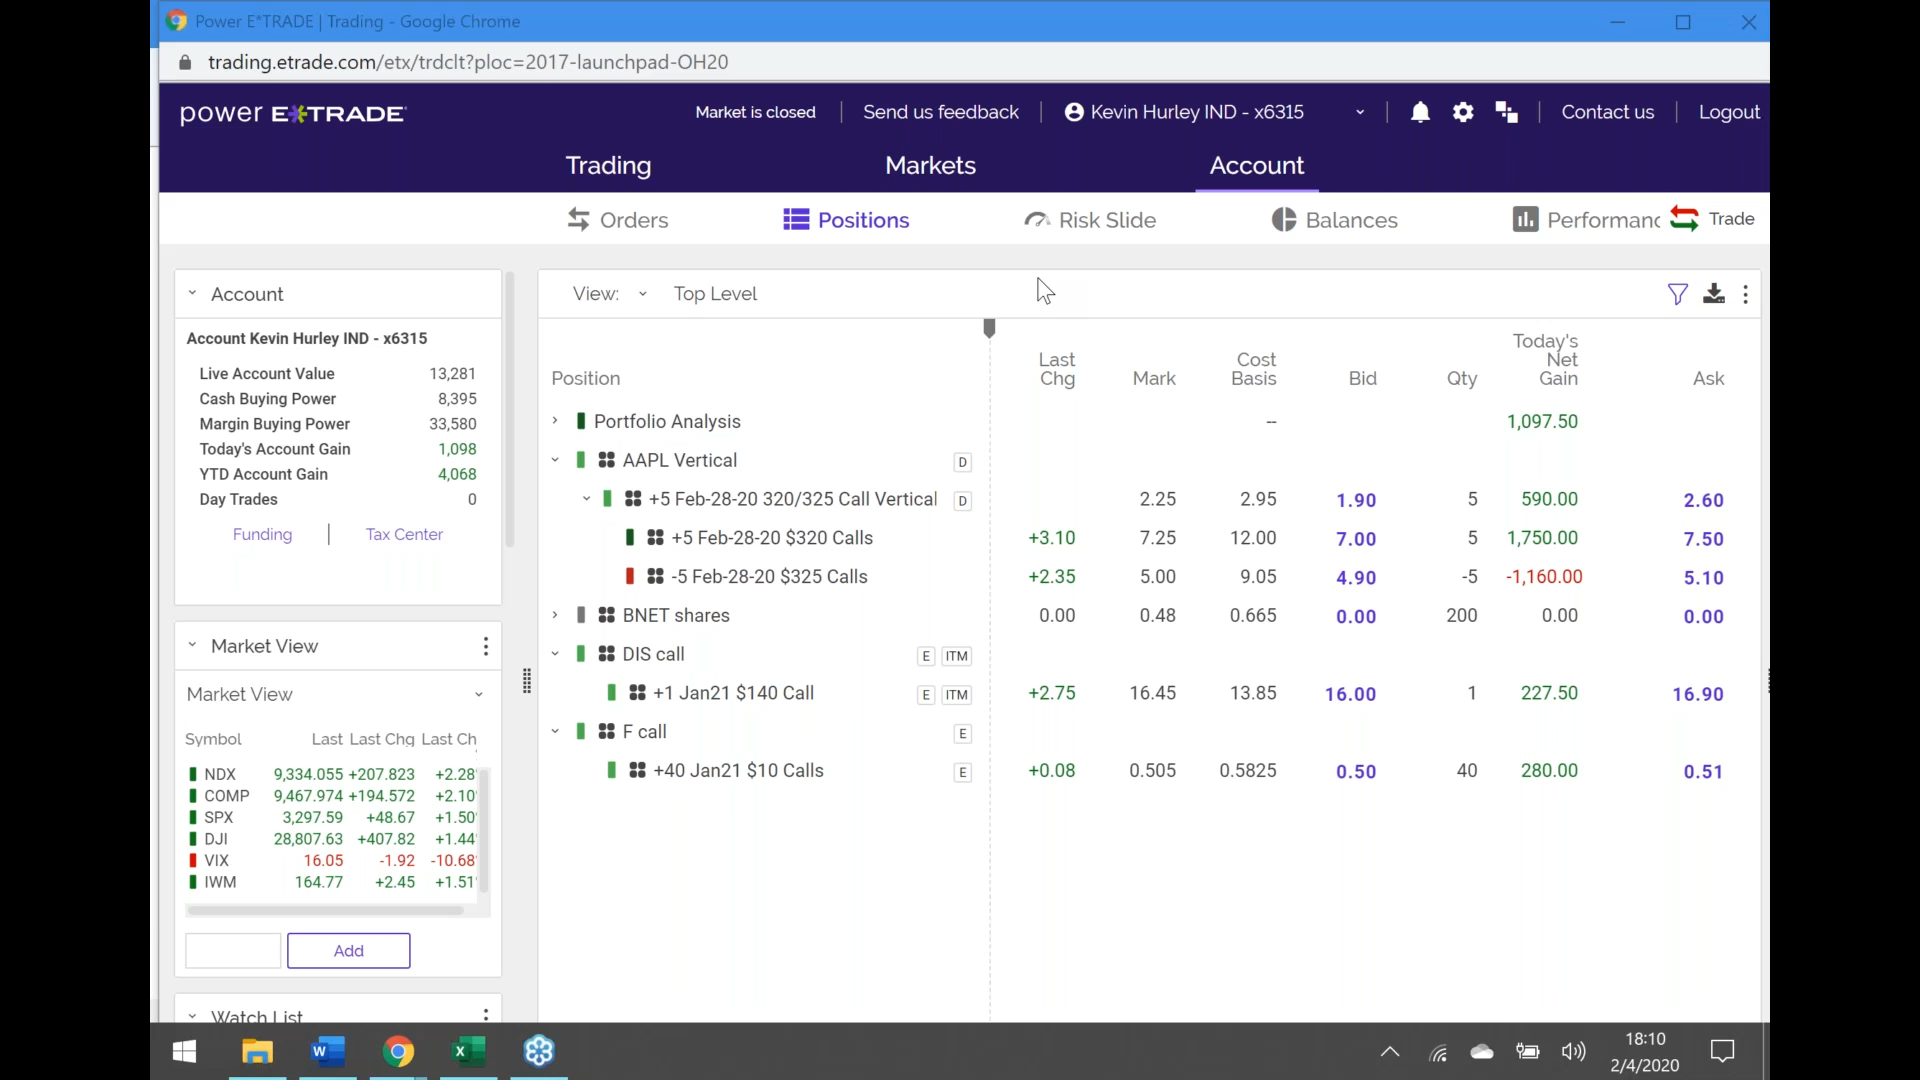 Power E*TRADE | Trading - Google Chrome
trading.etrade.com/etx/trdclt?ploc=2017-launchpad-OH20
power E*TRADE
Market is closed | Send us feedback | Kevin Hurley IND - x6315 | Contact us | Logout
Trading Markets Account
Orders Positions Risk Slide Balances Performanc Trade
Account
Account Kevin Hurley IND - x6315
Live Account Value 13,281
Cash Buying Power 8,395
Margin Buying Power 33,580
Today's Account Gain 1,098
YTD Account Gain 4,068
Day Trades 0
Funding | Tax Center
Market View
Market View
Symbol Last Last Chg Last Ch
NDX 9,334.055 +207.823 +2.28
COMP 9,467.974 +194.572 +2.10
SPX 3,297.59 +48.67 +1.50
DJI 28,807.63 +407.82 +1.44
VIX 16.05 -1.92 -10.68
IWM 164.77 +2.45 +1.51
Add
Watch List
View: Top Level
Position Last Chg Mark Cost Basis Bid Qty Today's Net Gain Ask
Portfolio Analysis -- 1,097.50
AAPL Vertical D
+5 Feb-28-20 320/325 Call Vertical D 2.25 2.95 1.90 5 590.00 2.60
+5 Feb-28-20 $320 Calls +3.10 7.25 12.00 7.00 5 1,750.00 7.50
-5 Feb-28-20 $325 Calls +2.35 5.00 9.05 4.90 -5 -1,160.00 5.10
BNET shares 0.00 0.48 0.665 0.00 200 0.00 0.00
DIS call E ITM
+1 Jan21 $140 Call E ITM +2.75 16.45 13.85 16.00 1 227.50 16.90
F call E
+40 Jan21 $10 Calls E +0.08 0.505 0.5825 0.50 40 280.00 0.51
18:10
2/4/2020